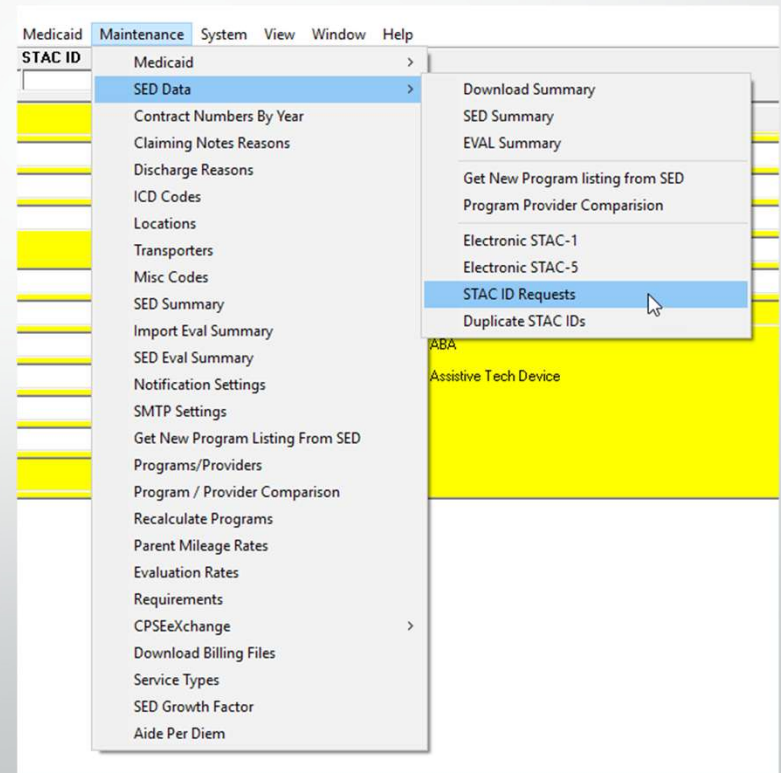 Medicaid Maintenance System View Window Help
STAC ID
Medicaid >
SED Data >
Contract Numbers By Year
Claiming Notes Reasons
Discharge Reasons
ICD Codes
Locations
Transporters
Misc Codes
SED Summary
Import Eval Summary
SED Eval Summary
Notification Settings
SMTP Settings
Get New Program Listing From SED
Programs/Providers
Program / Provider Comparison
Recalculate Programs
Parent Mileage Rates
Evaluation Rates
Requirements
CPSEeXchange >
Download Billing Files
Service Types
SED Growth Factor
Aide Per Diem
Download Summary
SED Summary
EVAL Summary
Get New Program listing from SED
Program Provider Comparision
Electronic STAC-1
Electronic STAC-5
STAC ID Requests
Duplicate STAC IDs
ABA
Assistive Tech Device